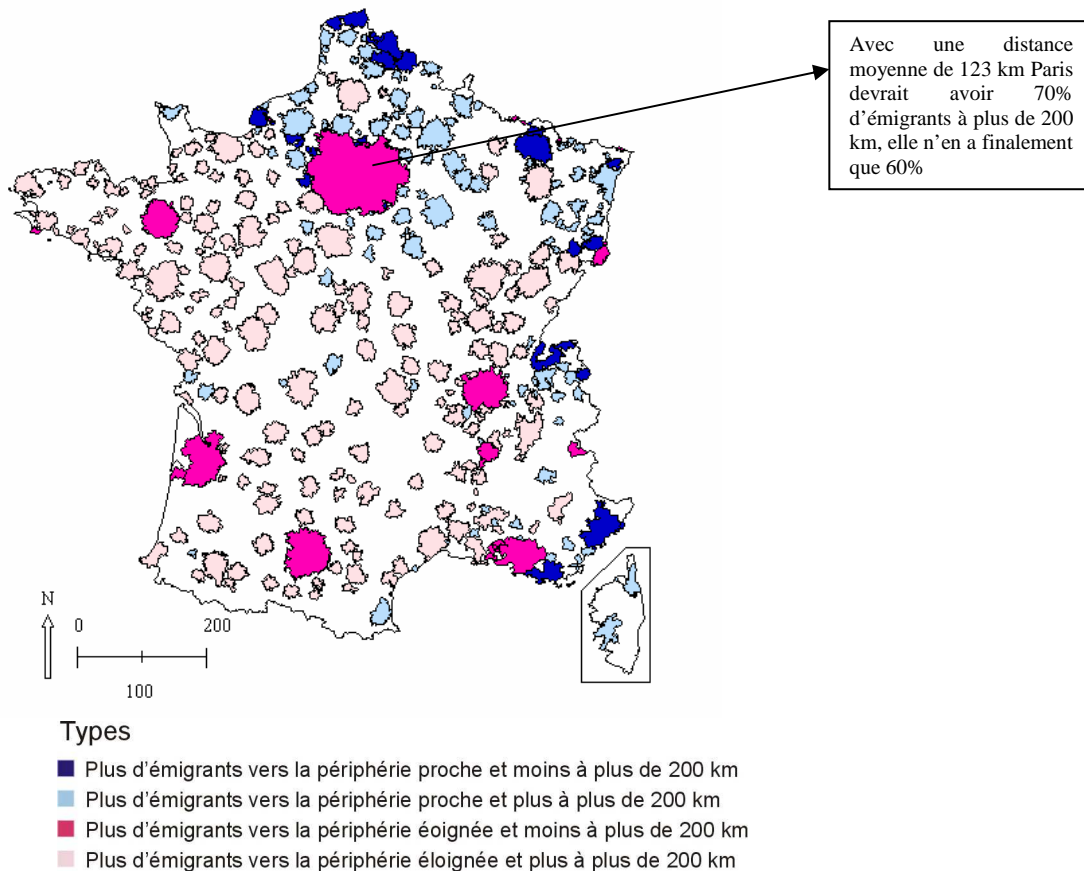 Avec une distance
moyenne de 123 km Paris
devrait avoir 70%
d'émigrants à plus de 200
km, elle n'en a finalement
que 60%
N
0 200
100
Types
Plus d'émigrants vers la périphérie proche et moins à plus de 200 km
Plus d'émigrants vers la périphérie proche et plus à plus de 200 km
Plus d'émigrants vers la périphérie éoignée et moins à plus de 200 km
Plus d'émigrants vers la périphérie éloignée et plus à plus de 200 km